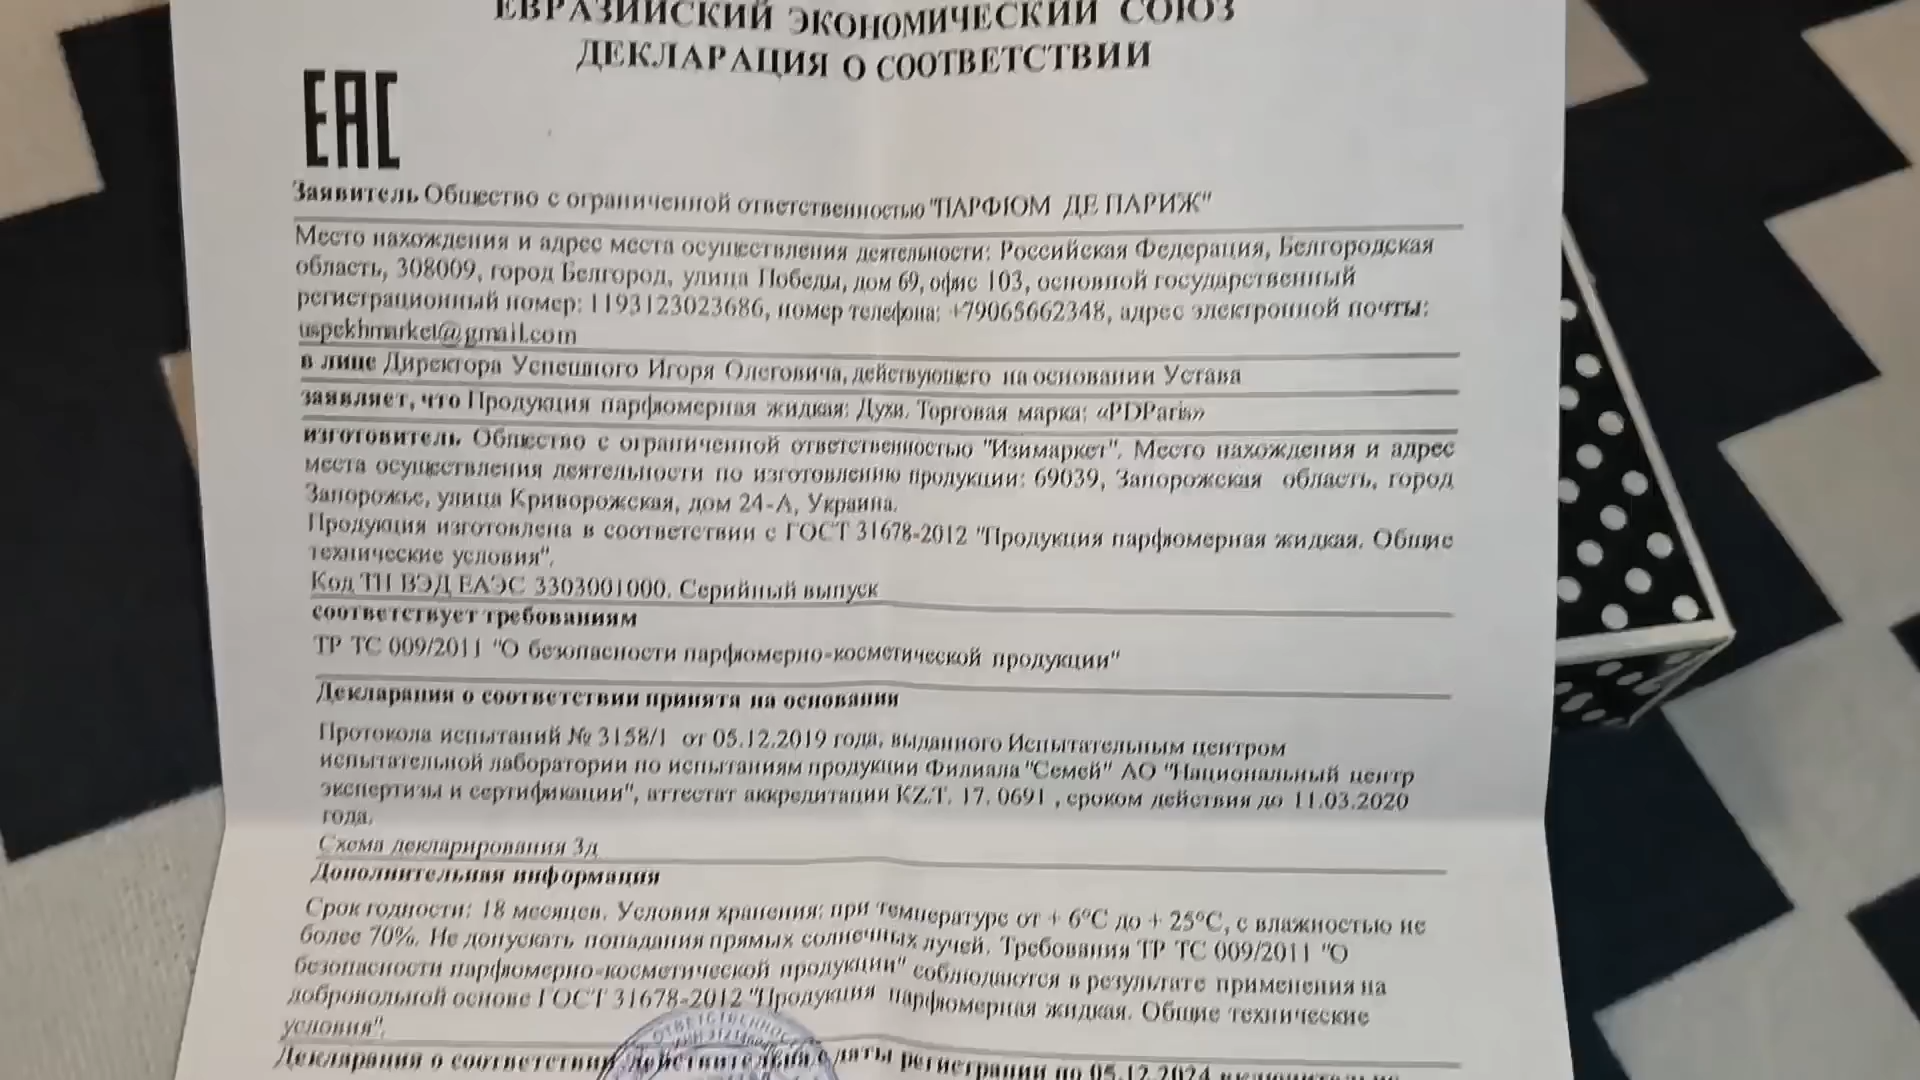 ЕВРАЗИЙСКИЙ ЭКОНОМИЧЕСКИЙ СОЮЗ
ДЕКЛАРАЦИЯ О СООТВЕТСТВИИ
EAC
Заявитель Общество с ограниченной ответственностью "ПАРФЮМ ДЕ ПАРИЖ"
Место нахождения и адрес места осуществления деятельности: Российская Федерация, Белгородская
область, 308009, город Белгород, улица Победы, дом 69, офис 103, основной государственный
регистрационный номер: 1193123023686, номер телефона: +79065662348, адрес электронной почты:
uspekhmarket@gmail.com
в лице Директора Успешного Игоря Олеговича, действующего на основании Устава
заявляет, что Продукция парфюмерная жидкая: Духи. Торговая марка: «PDParis»
изготовитель Общество с ограниченной ответственностью "Изимаркет". Место нахождения и адрес
места осуществления деятельности по изготовлению продукции: 69039, Запорожская область, город
Запорожье, улица Криворожская, дом 24-А, Украина.
Продукция изготовлена в соответствии с ГОСТ 31678-2012 "Продукция парфюмерная жидкая. Общие
технические условия".
Код ТН ВЭД ЕАЭС 3303001000. Серийный выпуск
соответствует требованиям
ТР ТС 009/2011 "О безопасности парфюмерно-косметической продукции"
Декларация о соответствии принята на основании
Протокола испытаний № 3158/1 от 05.12.2019 года, выданного Испытательным центром
испытательной лаборатории по испытаниям продукции Филиала "Семей" АО "Национальный центр
экспертизы и сертификации", аттестат аккредитации KZ.T. 17. 0691 , сроком действия до 11.03.2020
года.
Схема декларирования 3д
Дополнительная информация
Срок годности: 18 месяцев. Условия хранения: при температуре от + 6°С до + 25°С, с влажностью не
более 70%. Не допускать попадания прямых солнечных лучей. Требования ТР ТС 009/2011 "О
безопасности парфюмерно-косметической продукции" соблюдаются в результате применения на
добровольной основе ГОСТ 31678-2012 "Продукция парфюмерная жидкая. Общие технические
условия".
Декларация о соответствии действительна с даты регистрации по 05.12.2024 включительно